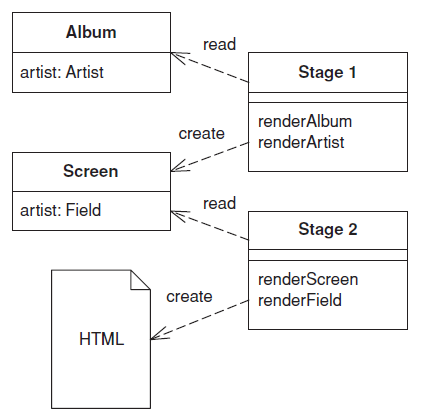 Album
artist: Artist
read
Stage 1
renderAlbum
renderArtist
create
Screen
artist: Field
read
Stage 2
renderScreen
renderField
create
HTML